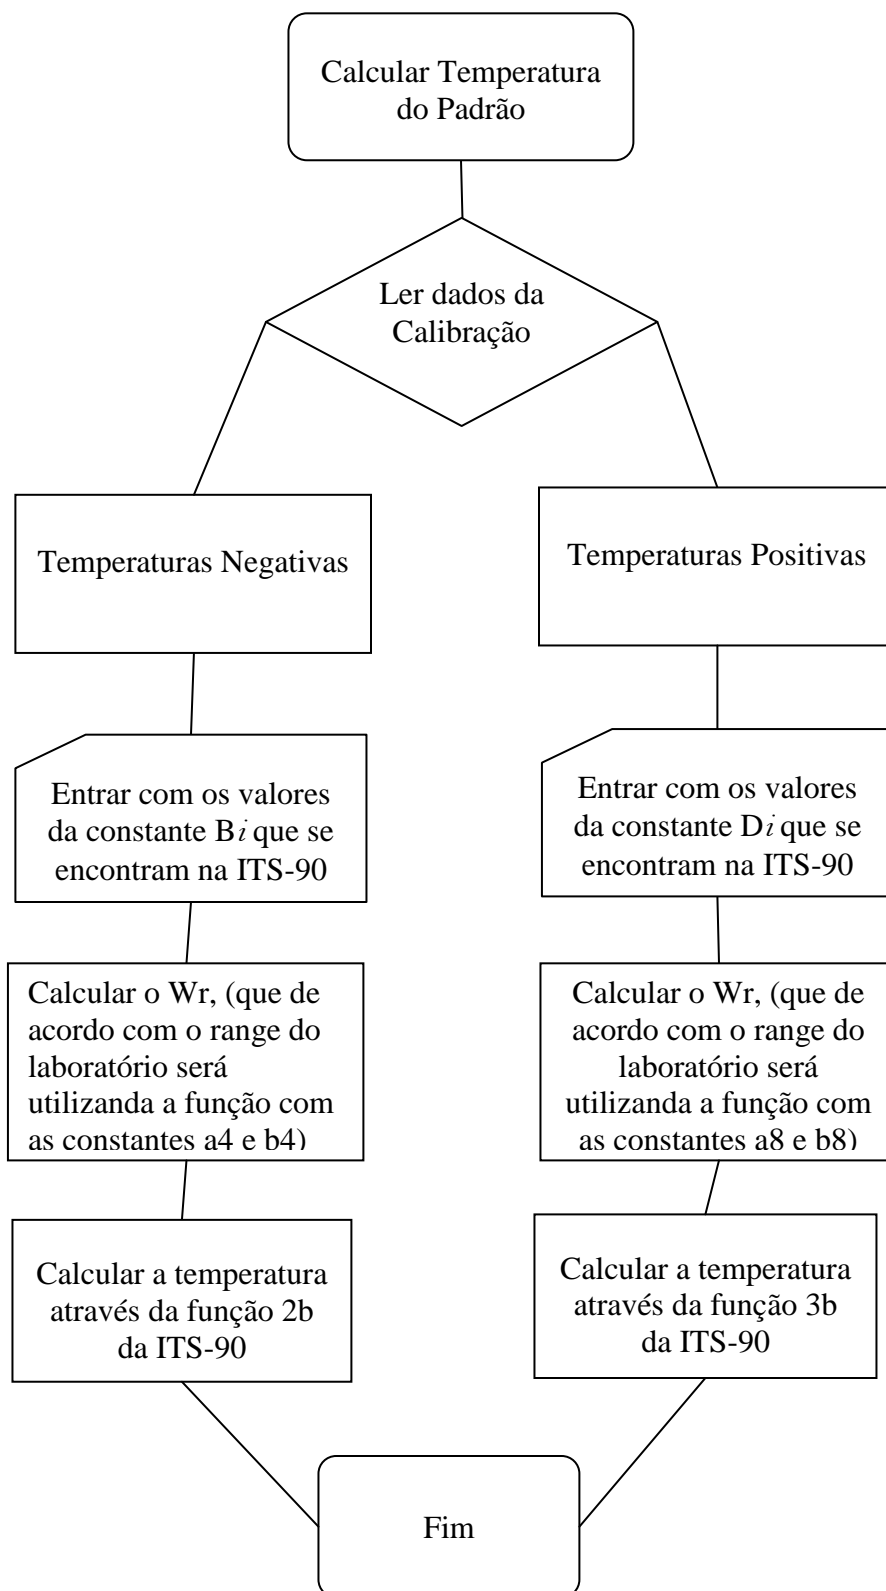 Calcular Temperatura
do Padrão
Ler dados da
Calibração
Temperaturas Negativas
Temperaturas Positivas
Entrar com os valores
da constante Bi que se
encontram na ITS-90
Entrar com os valores
da constante Di que se
encontram na ITS-90
Calcular o Wr, (que de
acordo com o range do
laboratório será
utilizanda a função com
as constantes a4 e b4)
Calcular o Wr, (que de
acordo com o range do
laboratório será
utilizanda a função com
as constantes a8 e b8)
Calcular a temperatura
através da função 2b
da ITS-90
Calcular a temperatura
através da função 3b
da ITS-90
Fim